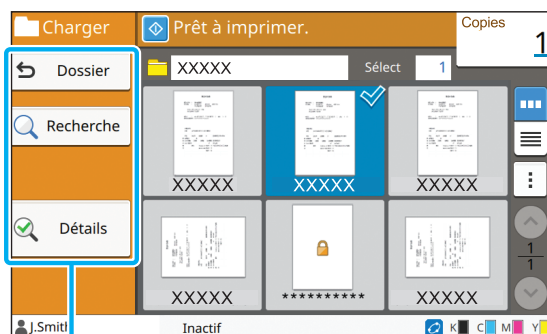 Charger
Prêt à imprimer.
Copies
1
Dossier
XXXXX
Sélect 1
Recherche
XXXXX XXXXX XXXXX
Détails
1
1
XXXXX ********** XXXXX
J.Smith
Inactif
K C M Y